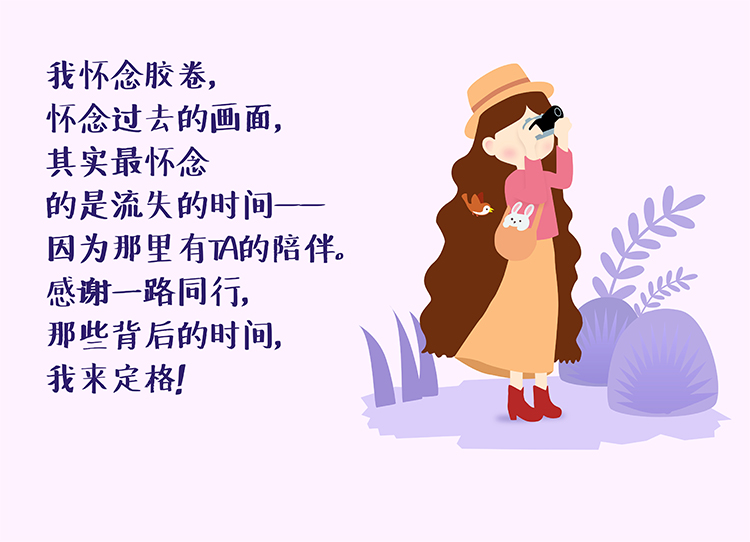 我怀念胶卷，
怀念过去的画面，
其实最怀念
的是流失的时间——
因为那里有TA的陪伴。
感谢一路同行，
那些背后的时间，
我来定格！